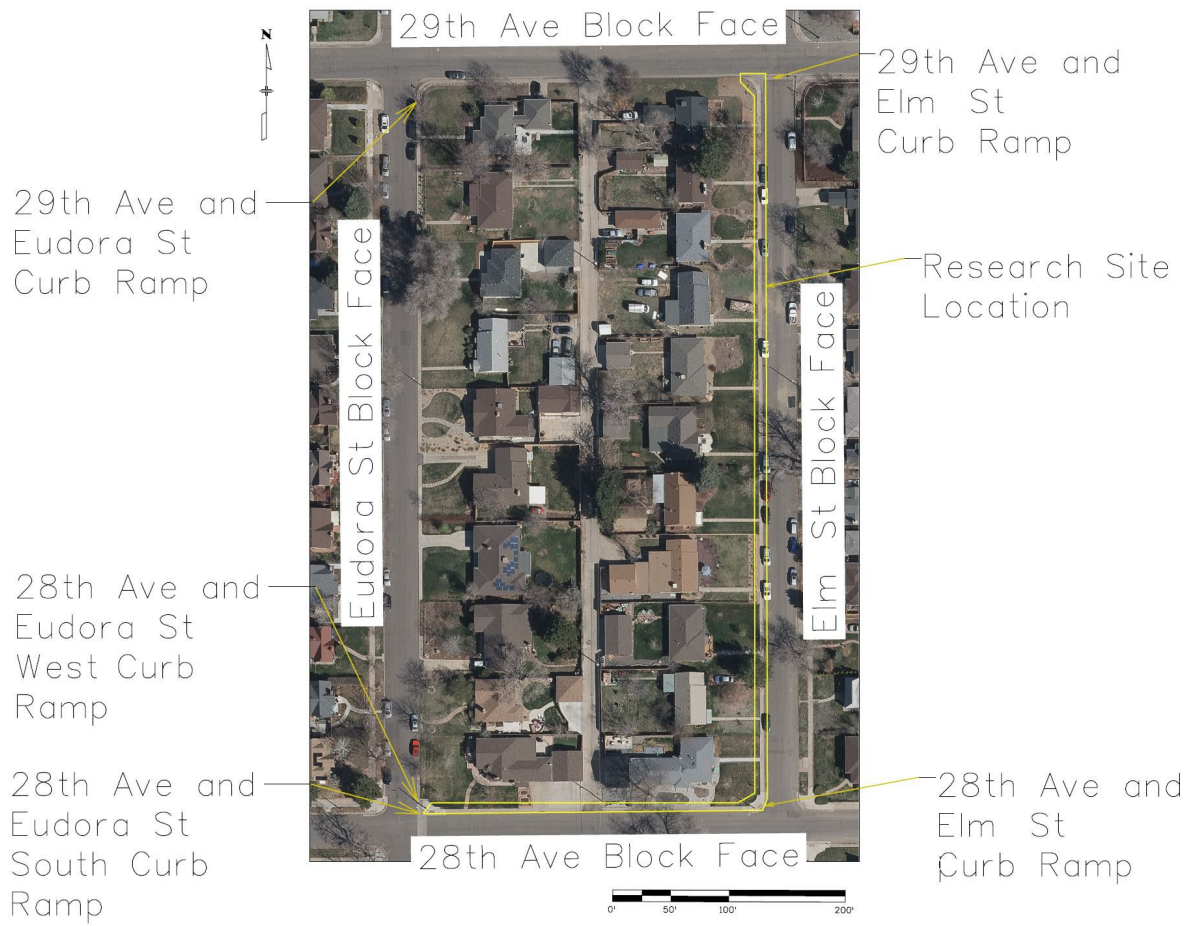 29th Ave Block Face
N
29th Ave and
Elm St
Curb Ramp
29th Ave and
Eudora St
Curb Ramp
Eudora St Block Face
Research Site
Location
Elm St Block Face
28th Ave and
Eudora St
West Curb
Ramp
28th Ave and
Eudora St
South Curb
Ramp
28th Ave and
Elm St
Curb Ramp
28th Ave Block Face
0' 50' 100' 200'